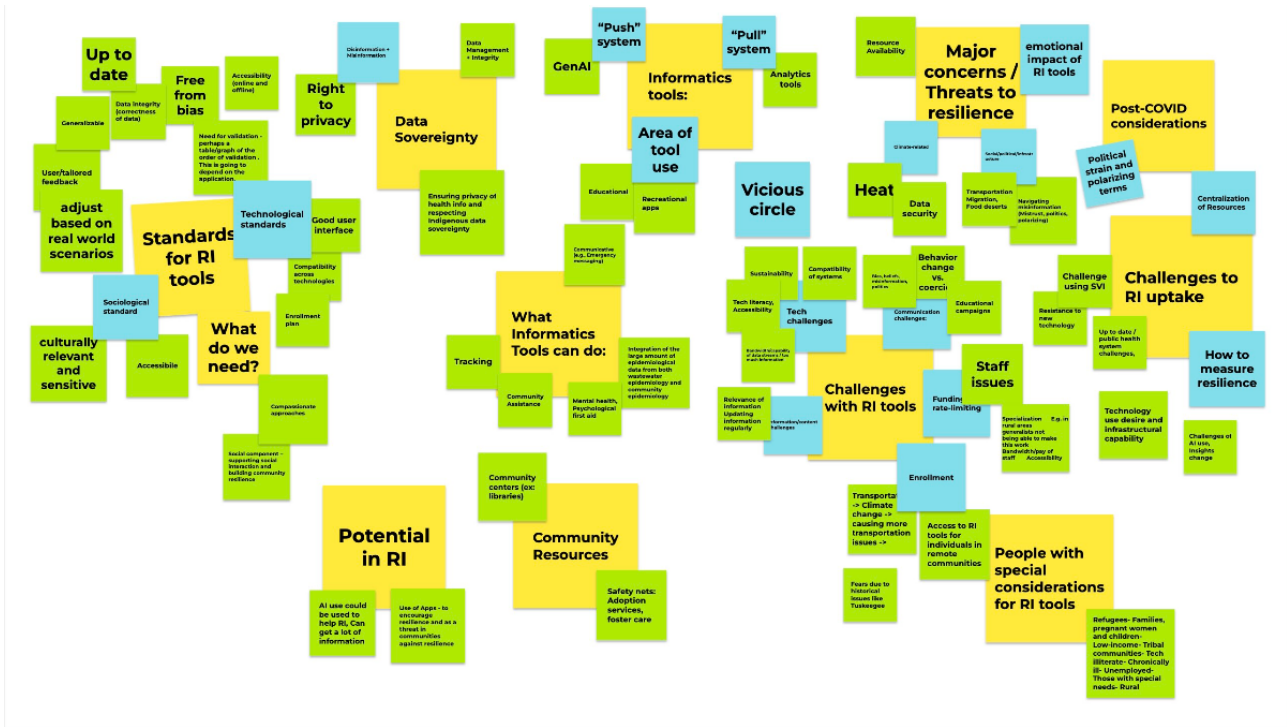 Up to
date
Free
from
bias
Accessibility
(online and
offline)
Generalizable
Data integrity
(correctness
of data)
Need for validation -
perhaps a
table/graph of the
order of validation .
This is going to
depend on the
application.
User/tailored
feedback
adjust
based on
real world
scenarios
Standards
for RI
tools
Technological
standards
Good user
interface
Compatibility
across
technologies
Enrollment
plan
Sociological
standard
culturally
relevant
and
sensitive
Accessibile
What
do we
need?
Compassionate
approaches
Social component -
supporting social
interaction and
building community
resilience
Disinformation +
Misinformation
Data
Management
+ Integrity
Right
to
privacy
Data
Sovereignty
Ensuring privacy of
health info and
respecting
Indigenous data
sovereignty
"Push"
system
"Pull"
system
GenAI
Informatics
tools:
Analytics
tools
Area of
tool
use
Educational
Recreational
apps
Communicative
(e.g., Emergency
messaging)
What
Informatics
Tools can do:
Tracking
Community
Assistance
Mental health,
Psychological
first aid
Integration of the
large amount of
epidemiological
data from both
wastewater
epidemiology and
community
epidemiology
Potential
in RI
AI use could
be used to
help RI, Can
get a lot of
information
Use of Apps - to
encourage
resilience and as a
threat in
communities
against resilience
Community
centers (ex:
libraries)
Community
Resources
Safety nets:
Adoption
services,
foster care
Resource
Availability
Major
concerns /
Threats to
resilience
emotional
impact of
RI tools
Climate-related
Heat
Data
security
Transportation
Migration,
Food deserts
Navigating
misinformation
(Mistrust, politics,
polarizing)
Post-COVID
considerations
Political
strain and
polarizing
terms
Centralization
of Resources
Challenges to
RI uptake
Challenge
using SVI
Resistance to
new
technology
Up to date /
public health
system
challenges,
How to
measure
resilience
Technology
use desire and
infrastructural
capability
Challenges of
AI use,
Insights
change
Vicious
circle
Sustainability
Compatibility
of systems
Tech literacy,
Accessibility
Tech
challenges
misinformation,
politics
Behavior
change
vs.
Educational
campaigns
Communication
challenges:
Challenges
with RI tools
Relevance of
information
Updating
information
regularly
challenges
Staff
issues
Funding
rate-limiting
Specialization E.g. in
rural areas
generalists not
being able to make
this work
Bandwidth/pay of
staff Accessibility
Enrollment
-> Climate
change ->
causing more
transportation
issues ->
Access to RI
tools for
individuals in
remote
communities
Fears due to
historical
issues like
Tuskeegee
People with
special
considerations
for RI tools
Refugees- Families,
pregnant women
and children-
Low-income- Tribal
communities- Tech
illiterate- Chronically
ill- Unemployed-
Those with special
needs- Rural